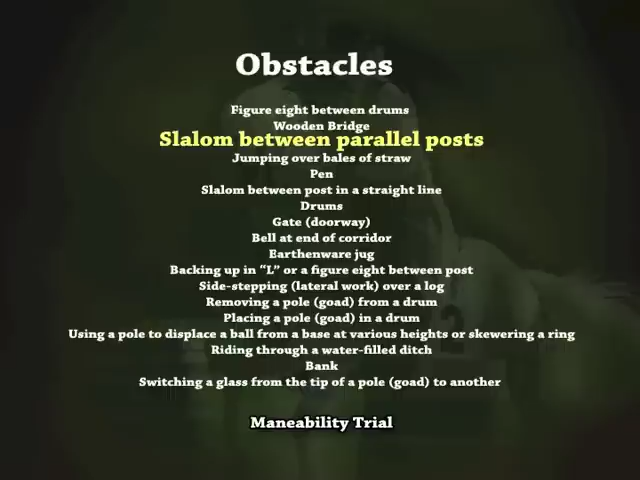 Obstacles
Figure eight between drums
Wooden Bridge
Slalom between parallel posts
Jumping over bales of straw
Pen
Slalom between post in a straight line
Drums
Gate (doorway)
Bell at end of corridor
Earthenware jug
Backing up in “L” or a figure eight between post
Side-stepping (lateral work) over a log
Removing a pole (goad) from a drum
Placing a pole (goad) in a drum
Using a pole to displace a ball from a base at various heights or skewering a ring
Riding through a water-filled ditch
Bank
Switching a glass from the tip of a pole (goad) to another
Maneability Trial